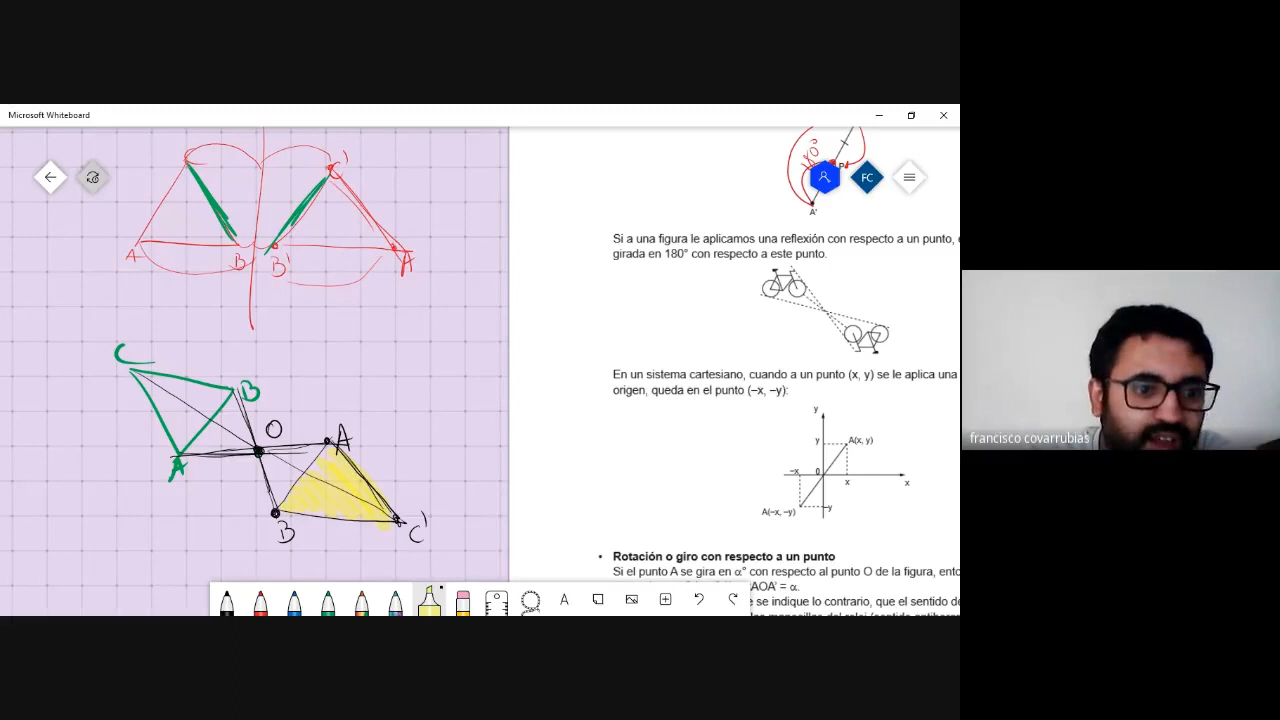 Microsoft Whiteboard
C'
A
B
B'
A
180°
P
A'
FC
Si a una figura le aplicamos una reflexión con respecto a un punto,
girada en 180° con respecto a este punto.
C
B
O
A
A
B
C'
En un sistema cartesiano, cuando a un punto (x, y) se le aplica una
origen, queda en el punto (–x, –y):
y
y
A(x, y)
–x
0
x
x
A(–x, –y)
–y
• Rotación o giro con respecto a un punto
Si el punto A se gira en α° con respecto al punto O de la figura,
AOA' = α.
se indique lo contrario, que el sentido de
A
francisco covarrubias